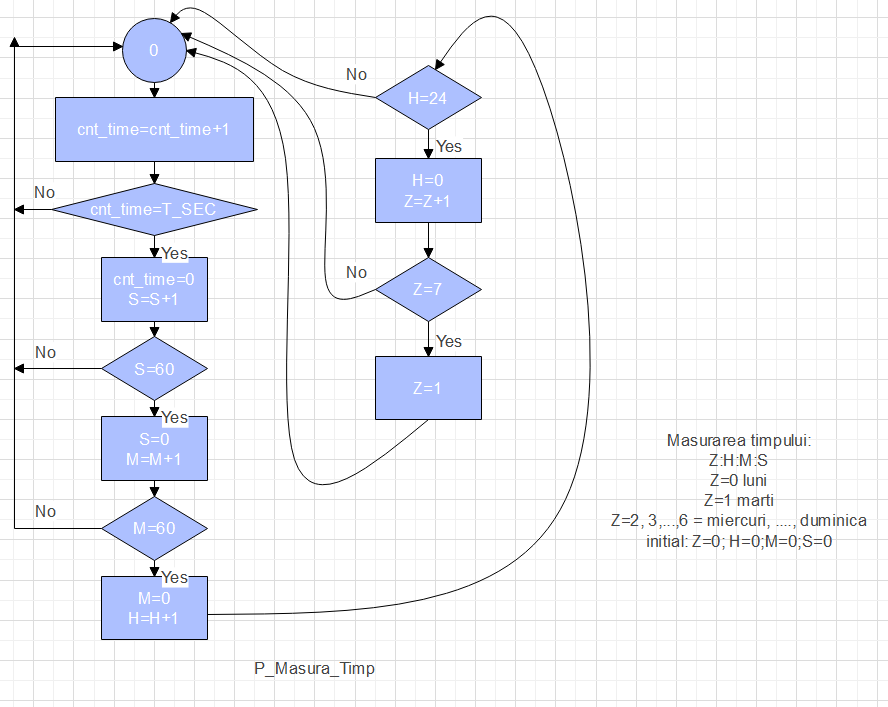 0
cnt_time=cnt_time+1
cnt_time=T_SEC
No
Yes
cnt_time=0
S=S+1
S=60
No
Yes
S=0
M=M+1
M=60
No
Yes
M=0
H=H+1
H=24
No
Yes
H=0
Z=Z+1
Z=7
No
Yes
Z=1
Masurarea timpului:
Z:H:M:S
Z=0 luni
Z=1 marti
Z=2, 3,...,6 = miercuri, ...., duminica
initial: Z=0; H=0;M=0;S=0
P_Masura_Timp